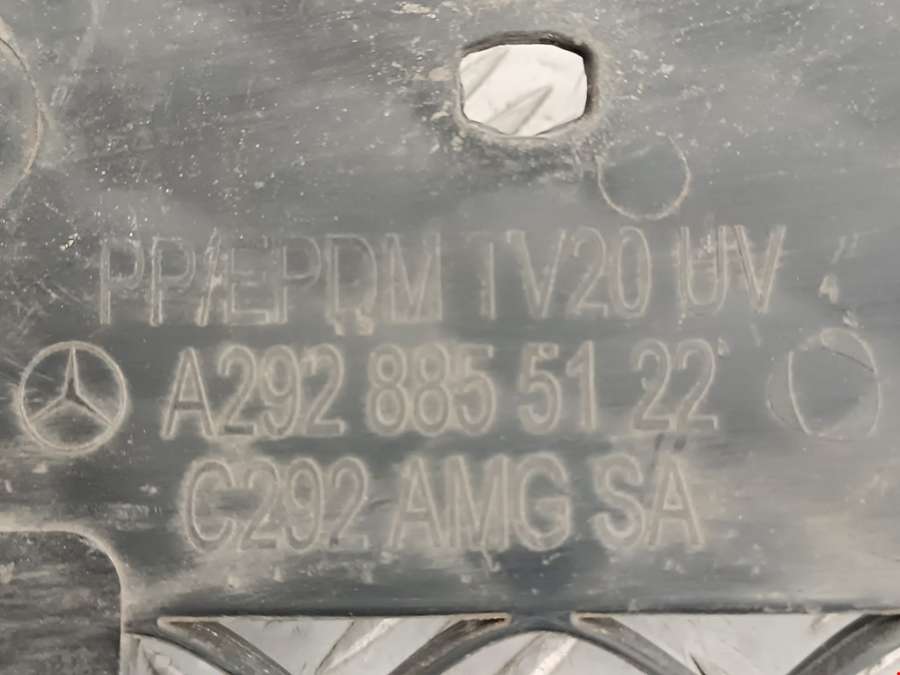 PP/EPDM TV20 UV
A292 885 51 22
C292 AMG SA